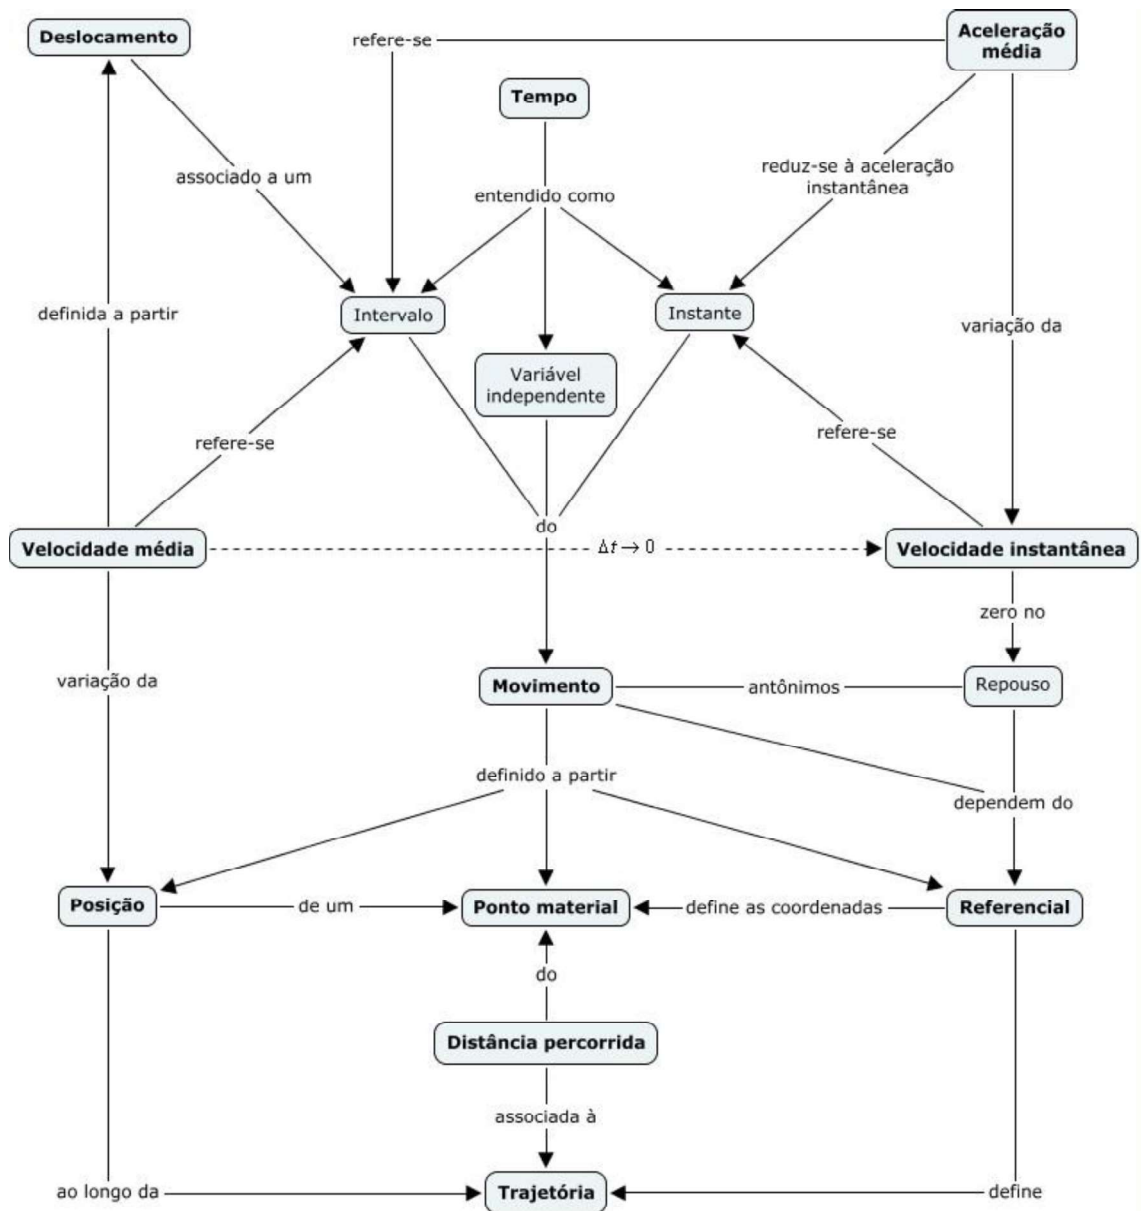 Deslocamento
refere-se
Aceleração
média
Tempo
associado a um
reduz-se à aceleração
instantânea
entendido como
definida a partir
Intervalo
Instante
variação da
Variável
independente
refere-se
refere-se
do
Velocidade média
Δt → 0
Velocidade instantânea
zero no
variação da
Movimento
antônimos
Repouso
definido a partir
dependem do
Posição
de um
Ponto material
define as coordenadas
Referencial
do
Distância percorrida
associada à
ao longo da
Trajetória
define